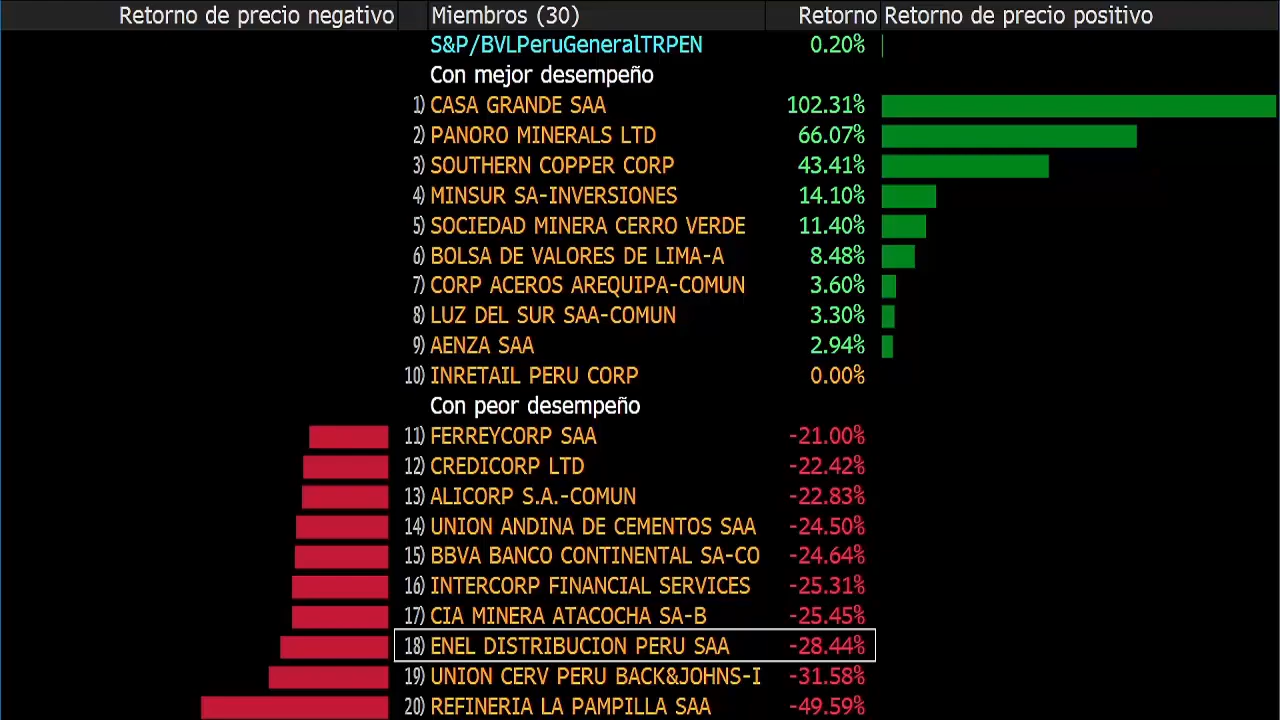 Retorno de precio negativo Miembros (30) Retorno Retorno de precio positivo
S&P/BVLPeruGeneralTRPEN 0.20%
Con mejor desempeño
1) CASA GRANDE SAA 102.31%
2) PANORO MINERALS LTD 66.07%
3) SOUTHERN COPPER CORP 43.41%
4) MINSUR SA-INVERSIONES 14.10%
5) SOCIEDAD MINERA CERRO VERDE 11.40%
6) BOLSA DE VALORES DE LIMA-A 8.48%
7) CORP ACEROS AREQUIPA-COMUN 3.60%
8) LUZ DEL SUR SAA-COMUN 3.30%
9) AENZA SAA 2.94%
10) INRETAIL PERU CORP 0.00%
Con peor desempeño
11) FERREYCORP SAA -21.00%
12) CREDICORP LTD -22.42%
13) ALICORP S.A.-COMUN -22.83%
14) UNION ANDINA DE CEMENTOS SAA -24.50%
15) BBVA BANCO CONTINENTAL SA-CO -24.64%
16) INTERCORP FINANCIAL SERVICES -25.31%
17) CIA MINERA ATACOCHA SA-B -25.45%
18) ENEL DISTRIBUCION PERU SAA -28.44%
19) UNION CERV PERU BACK&JOHNS-I -31.58%
20) REFINERIA LA PAMPILLA SAA -49.59%